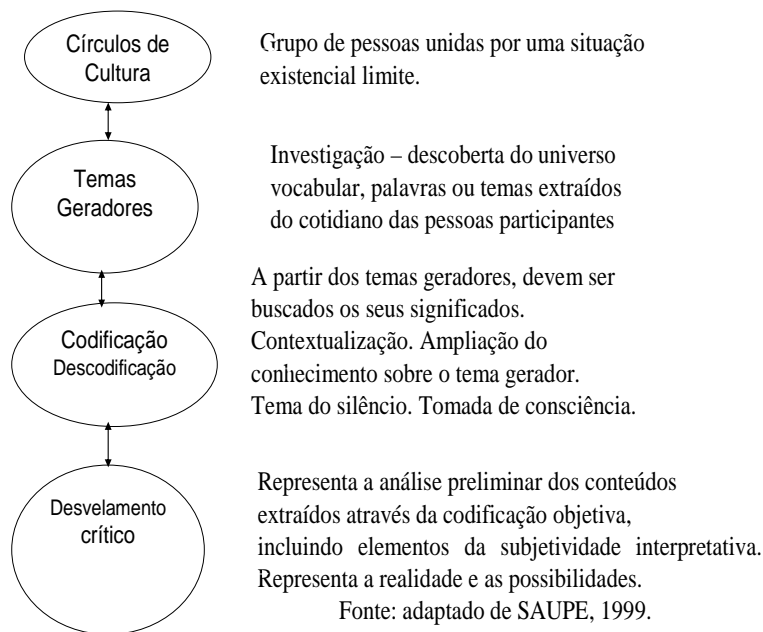 Círculos de
Cultura
Grupo de pessoas unidas por uma situação
existencial limite.
Temas
Geradores
Investigação – descoberta do universo
vocabular, palavras ou temas extraídos
do cotidiano das pessoas participantes
Codificação
Descodificação
A partir dos temas geradores, devem ser
buscados os seus significados.
Contextualização. Ampliação do
conhecimento sobre o tema gerador.
Tema do silêncio. Tomada de consciência.
Desvelamento
crítico
Representa a análise preliminar dos conteúdos
extraídos através da codificação objetiva,
incluindo elementos da subjetividade interpretativa.
Representa a realidade e as possibilidades.
Fonte: adaptado de SAUPE, 1999.